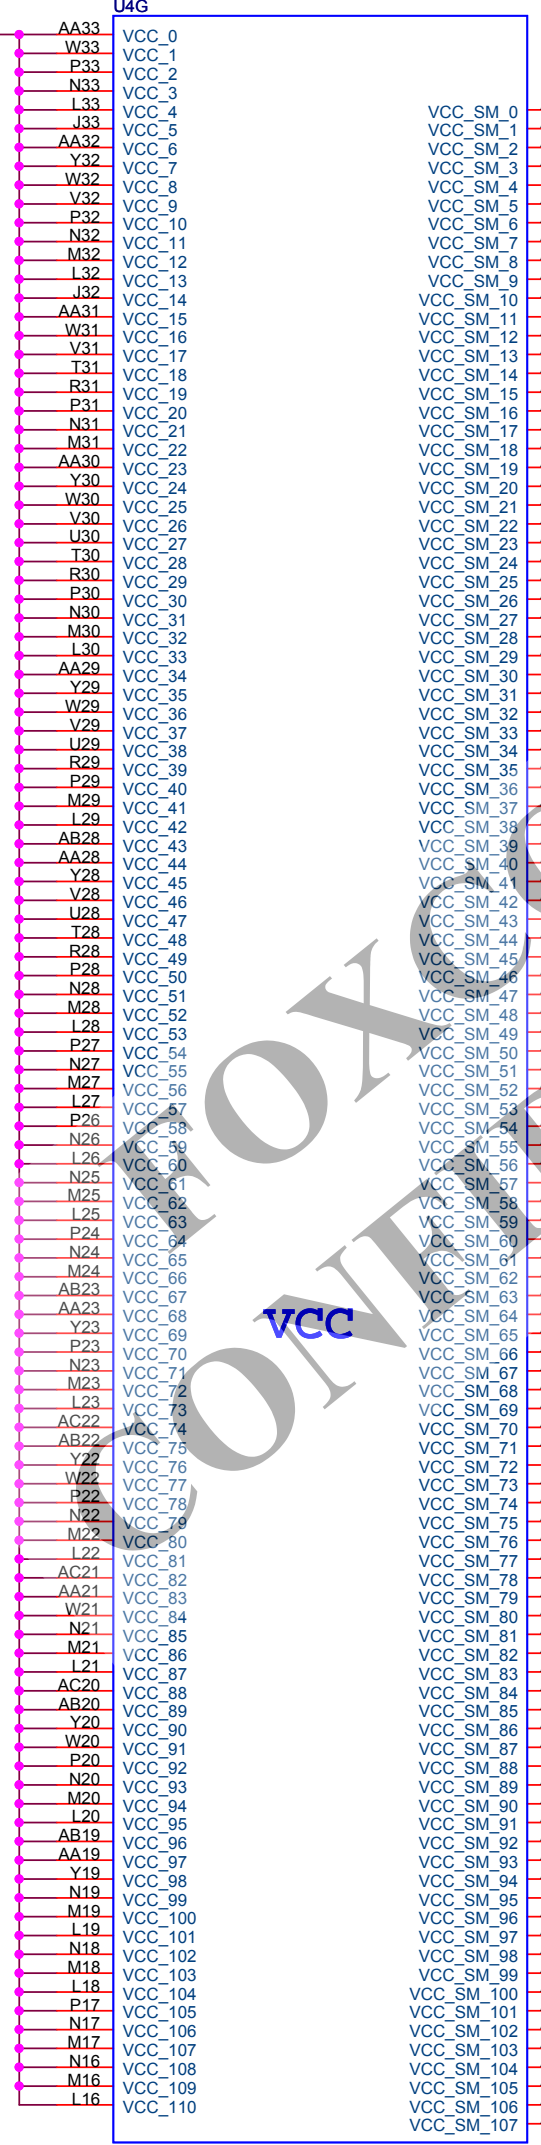 U4G
AA33 VCC_0
W33 VCC_1
P33 VCC_2
N33 VCC_3
L33 VCC_4 VCC_SM_0
J33 VCC_5 VCC_SM_1
AA32 VCC_6 VCC_SM_2
Y32 VCC_7 VCC_SM_3
W32 VCC_8 VCC_SM_4
V32 VCC_9 VCC_SM_5
P32 VCC_10 VCC_SM_6
N32 VCC_11 VCC_SM_7
M32 VCC_12 VCC_SM_8
L32 VCC_13 VCC_SM_9
J32 VCC_14 VCC_SM_10
AA31 VCC_15 VCC_SM_11
W31 VCC_16 VCC_SM_12
V31 VCC_17 VCC_SM_13
T31 VCC_18 VCC_SM_14
R31 VCC_19 VCC_SM_15
P31 VCC_20 VCC_SM_16
N31 VCC_21 VCC_SM_17
M31 VCC_22 VCC_SM_18
AA30 VCC_23 VCC_SM_19
Y30 VCC_24 VCC_SM_20
W30 VCC_25 VCC_SM_21
V30 VCC_26 VCC_SM_22
U30 VCC_27 VCC_SM_23
T30 VCC_28 VCC_SM_24
R30 VCC_29 VCC_SM_25
P30 VCC_30 VCC_SM_26
N30 VCC_31 VCC_SM_27
M30 VCC_32 VCC_SM_28
L30 VCC_33 VCC_SM_29
AA29 VCC_34 VCC_SM_30
Y29 VCC_35 VCC_SM_31
W29 VCC_36 VCC_SM_32
V29 VCC_37 VCC_SM_33
U29 VCC_38 VCC_SM_34
R29 VCC_39 VCC_SM_35
P29 VCC_40 VCC_SM_36
M29 VCC_41 VCC_SM_37
L29 VCC_42 VCC_SM_38
AB28 VCC_43 VCC_SM_39
AA28 VCC_44 VCC_SM_40
Y28 VCC_45 VCC_SM_41
V28 VCC_46 VCC_SM_42
U28 VCC_47 VCC_SM_43
T28 VCC_48 VCC_SM_44
R28 VCC_49 VCC_SM_45
P28 VCC_50 VCC_SM_46
N28 VCC_51 VCC_SM_47
M28 VCC_52 VCC_SM_48
L28 VCC_53 VCC_SM_49
P27 VCC_54 VCC_SM_50
N27 VCC_55 VCC_SM_51
M27 VCC_56 VCC_SM_52
L27 VCC_57 VCC_SM_53
P26 VCC_58 VCC_SM_54
N26 VCC_59 VCC_SM_55
L26 VCC_60 VCC_SM_56
N25 VCC_61 VCC_SM_57
M25 VCC_62 VCC_SM_58
L25 VCC_63 VCC_SM_59
P24 VCC_64 VCC_SM_60
N24 VCC_65 VCC_SM_61
M24 VCC_66 VCC_SM_62
AB23 VCC_67 VCC_SM_63
AA23 VCC_68 VCC_SM_64
VCC
Y23 VCC_69 VCC_SM_65
P23 VCC_70 VCC_SM_66
N23 VCC_71 VCC_SM_67
M23 VCC_72 VCC_SM_68
L23 VCC_73 VCC_SM_69
AC22 VCC_74 VCC_SM_70
AB22 VCC_75 VCC_SM_71
Y22 VCC_76 VCC_SM_72
W22 VCC_77 VCC_SM_73
P22 VCC_78 VCC_SM_74
N22 VCC_79 VCC_SM_75
M22 VCC_80 VCC_SM_76
L22 VCC_81 VCC_SM_77
AC21 VCC_82 VCC_SM_78
AA21 VCC_83 VCC_SM_79
W21 VCC_84 VCC_SM_80
N21 VCC_85 VCC_SM_81
M21 VCC_86 VCC_SM_82
L21 VCC_87 VCC_SM_83
AC20 VCC_88 VCC_SM_84
AB20 VCC_89 VCC_SM_85
Y20 VCC_90 VCC_SM_86
W20 VCC_91 VCC_SM_87
P20 VCC_92 VCC_SM_88
N20 VCC_93 VCC_SM_89
M20 VCC_94 VCC_SM_90
L20 VCC_95 VCC_SM_91
AB19 VCC_96 VCC_SM_92
AA19 VCC_97 VCC_SM_93
Y19 VCC_98 VCC_SM_94
N19 VCC_99 VCC_SM_95
M19 VCC_100 VCC_SM_96
L19 VCC_101 VCC_SM_97
N18 VCC_102 VCC_SM_98
M18 VCC_103 VCC_SM_99
L18 VCC_104 VCC_SM_100
P17 VCC_105 VCC_SM_101
N17 VCC_106 VCC_SM_102
M17 VCC_107 VCC_SM_103
N16 VCC_108 VCC_SM_104
M16 VCC_109 VCC_SM_105
L16 VCC_110 VCC_SM_106
VCC_SM_107